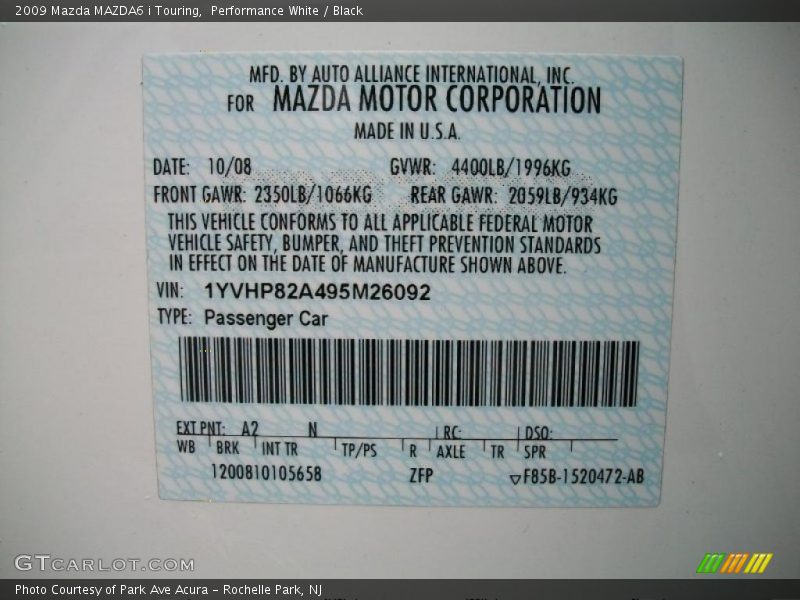 2009 Mazda MAZDA6 i Touring,  Performance White / Black
MFD. BY AUTO ALLIANCE INTERNATIONAL, INC.
FOR MAZDA MOTOR CORPORATION
MADE IN U.S.A.
DATE: 10/08 GVWR: 4400LB/1996KG
FRONT GAWR: 2350LB/1066KG REAR GAWR: 2059LB/934KG
THIS VEHICLE CONFORMS TO ALL APPLICABLE FEDERAL MOTOR
VEHICLE SAFETY, BUMPER, AND THEFT PREVENTION STANDARDS
IN EFFECT ON THE DATE OF MANUFACTURE SHOWN ABOVE.
VIN: 1YVHP82A495M26092
TYPE: Passenger Car
EXT PNT: A2 N RC: DSO:
WB BRK INT TR TP/PS R AXLE TR SPR
1200810105658 ZFP ▽F85B-1520472-AB
GTCARLOT.COM
Photo Courtesy of Park Ave Acura – Rochelle Park, NJ